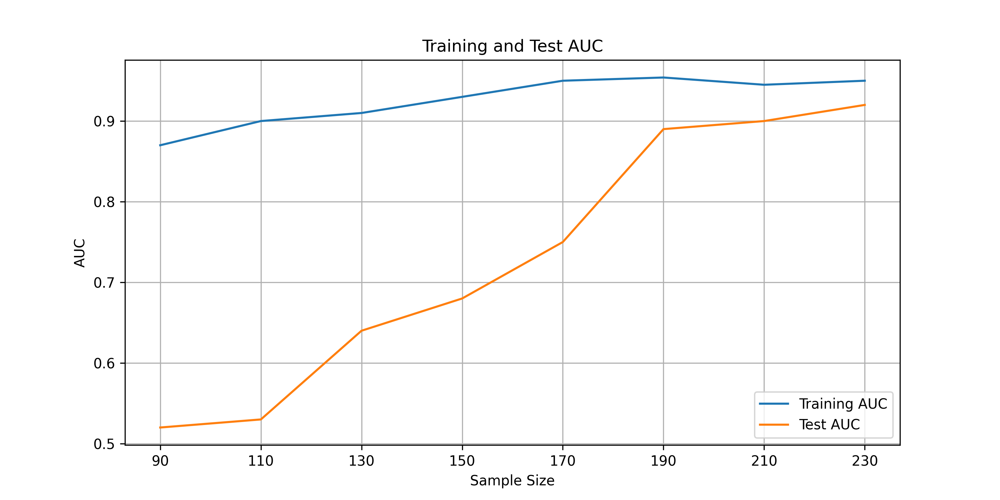 Training and Test AUC
AUC
0.9
0.8
0.7
0.6
0.5
90 110 130 150 170 190 210 230
Sample Size
Training AUC
Test AUC